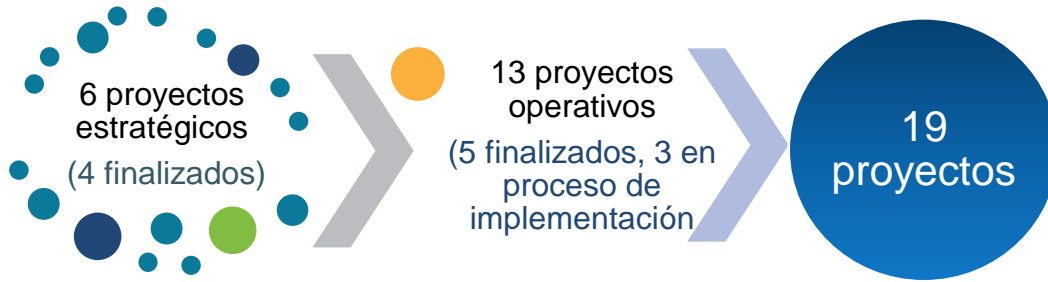 6 proyectos
estratégicos
(4 finalizados)
13 proyectos
operativos
(5 finalizados, 3 en
proceso de
implementación
19
proyectos